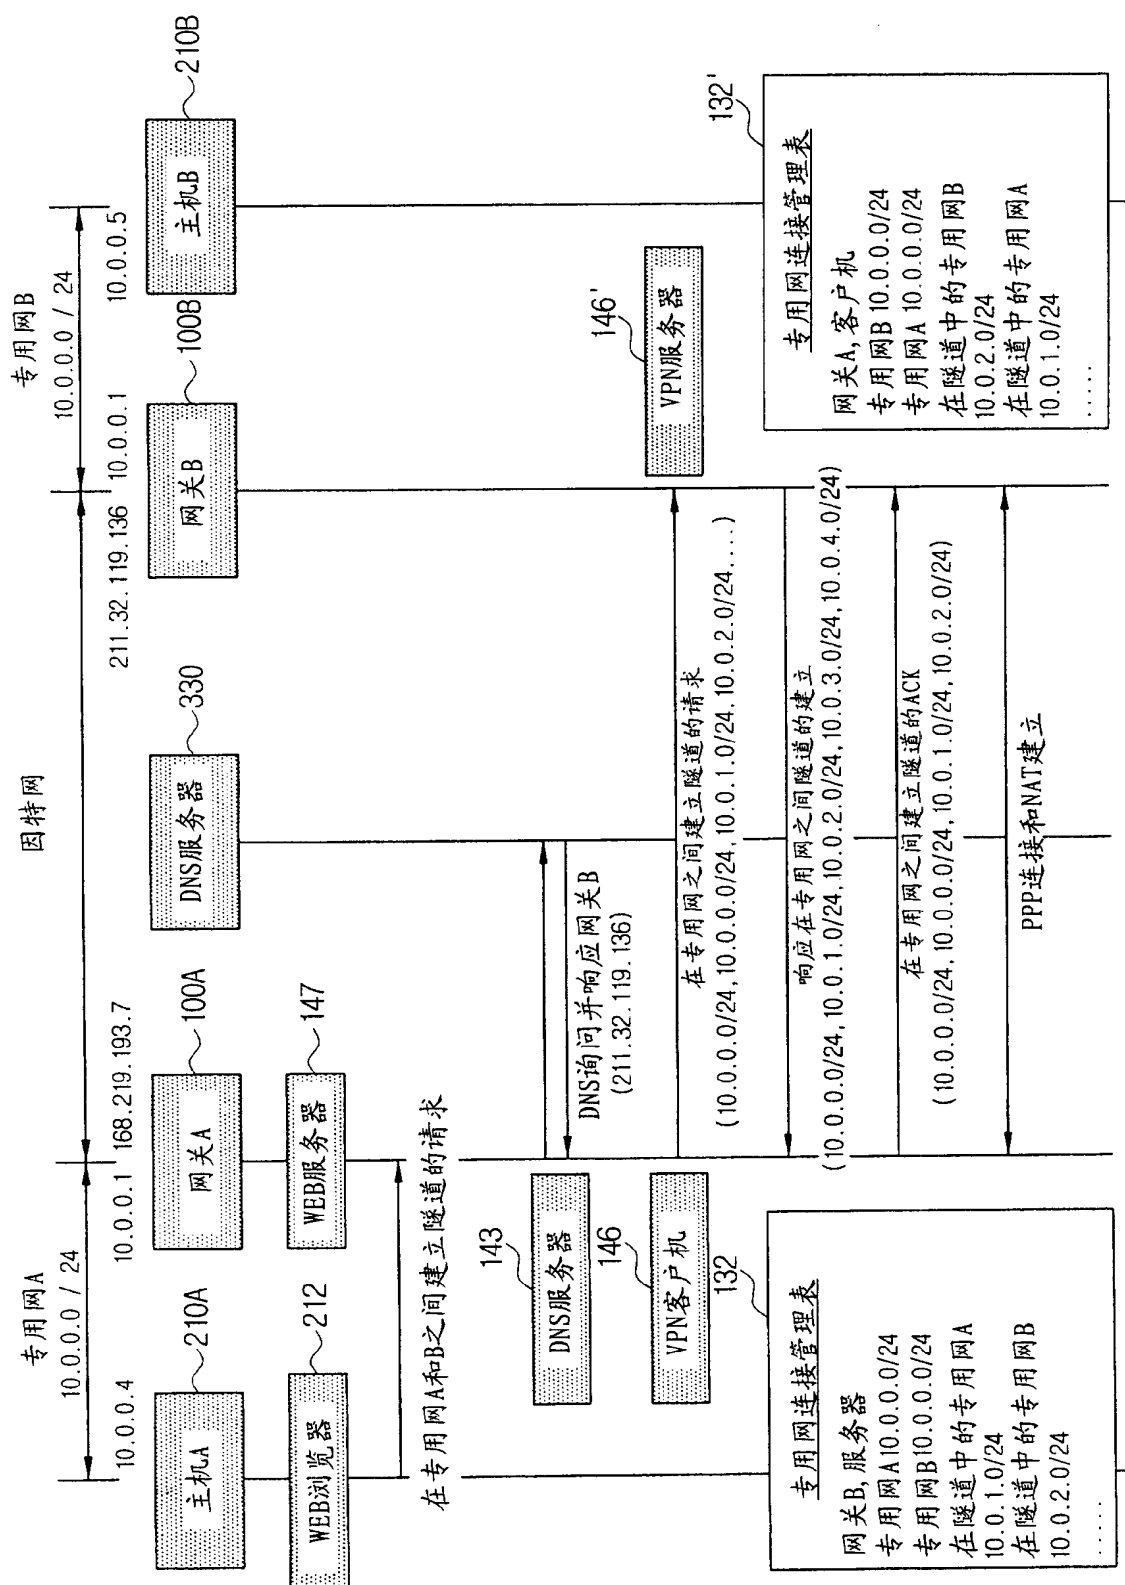 专用网A
10.0.0.0 / 24
因特网
专用网B
10.0.0.0 / 24
10.0.0.4
10.0.0.1
168.219.193.7
211.32.119.136
10.0.0.1
10.0.0.5
210A
100A
330
100B
210B
主机A
网关A
DNS服务器
网关B
主机B
212
147
WEB浏览器
WEB服务器
在专用网A和B之间建立隧道的请求
143
DNS服务器
DNS询问并响应网关B
(211.32.119.136)
146
VPN客户机
146'
VPN服务器
在专用网之间建立隧道的请求
(10.0.0.0/24,10.0.0.0/24,10.0.1.0/24,10.0.2.0/24,...)
响应在专用网之间隧道的建立
(10.0.0.0/24,10.0.1.0/24,10.0.2.0/24,10.0.3.0/24,10.0.4.0/24)
在专用网之间建立隧道的ACK
(10.0.0.0/24,10.0.0.0/24,10.0.1.0/24,10.0.2.0/24)
PPP连接和NAT建立
132
专用网连接管理表
网关B,服务器
专用网A10.0.0.0/24
专用网B10.0.0.0/24
在隧道中的专用网A
10.0.1.0/24
在隧道中的专用网B
10.0.2.0/24
.....
132'
专用网连接管理表
网关A,客户机
专用网B 10.0.0.0/24
专用网A 10.0.0.0/24
在隧道中的专用网B
10.0.2.0/24
在隧道中的专用网A
10.0.1.0/24
.....